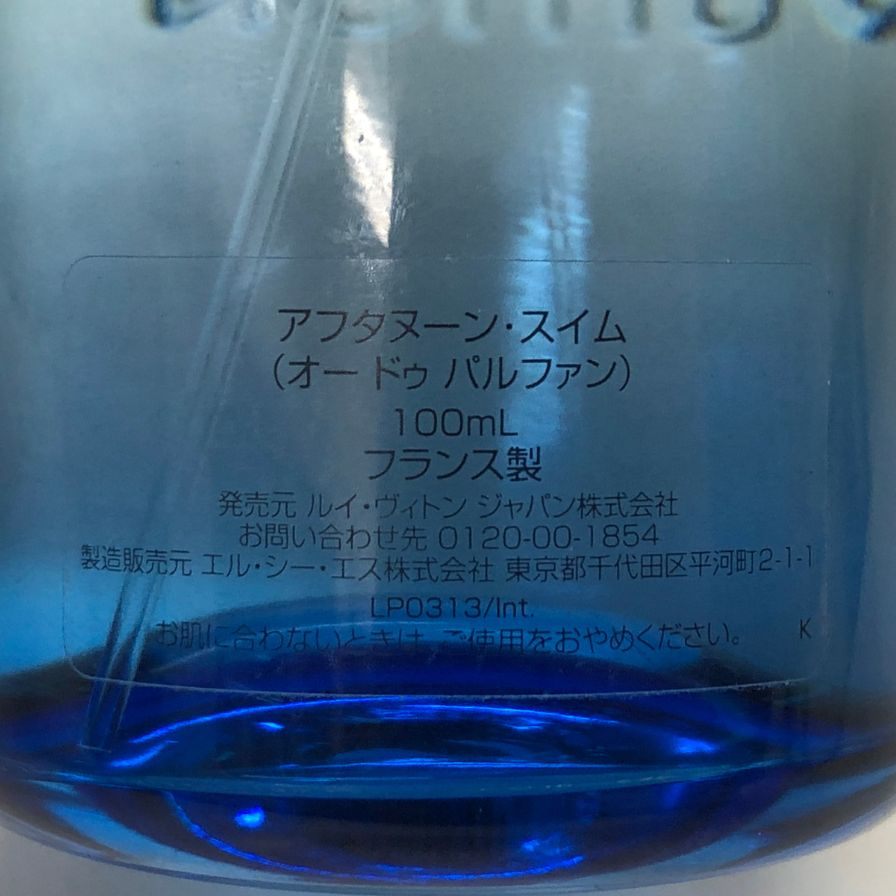 アフタヌーン・スイム
（オー ドゥ パルファン）
100mL
フランス製
発売元 ルイ・ヴィトン ジャパン株式会社
お問い合わせ先 0120-00-1854
製造販売元 エル・シー・エス株式会社 東京都千代田区平河町2-1-1
LP0313/Int.
お肌に合わないときは、ご使用をおやめください。 K